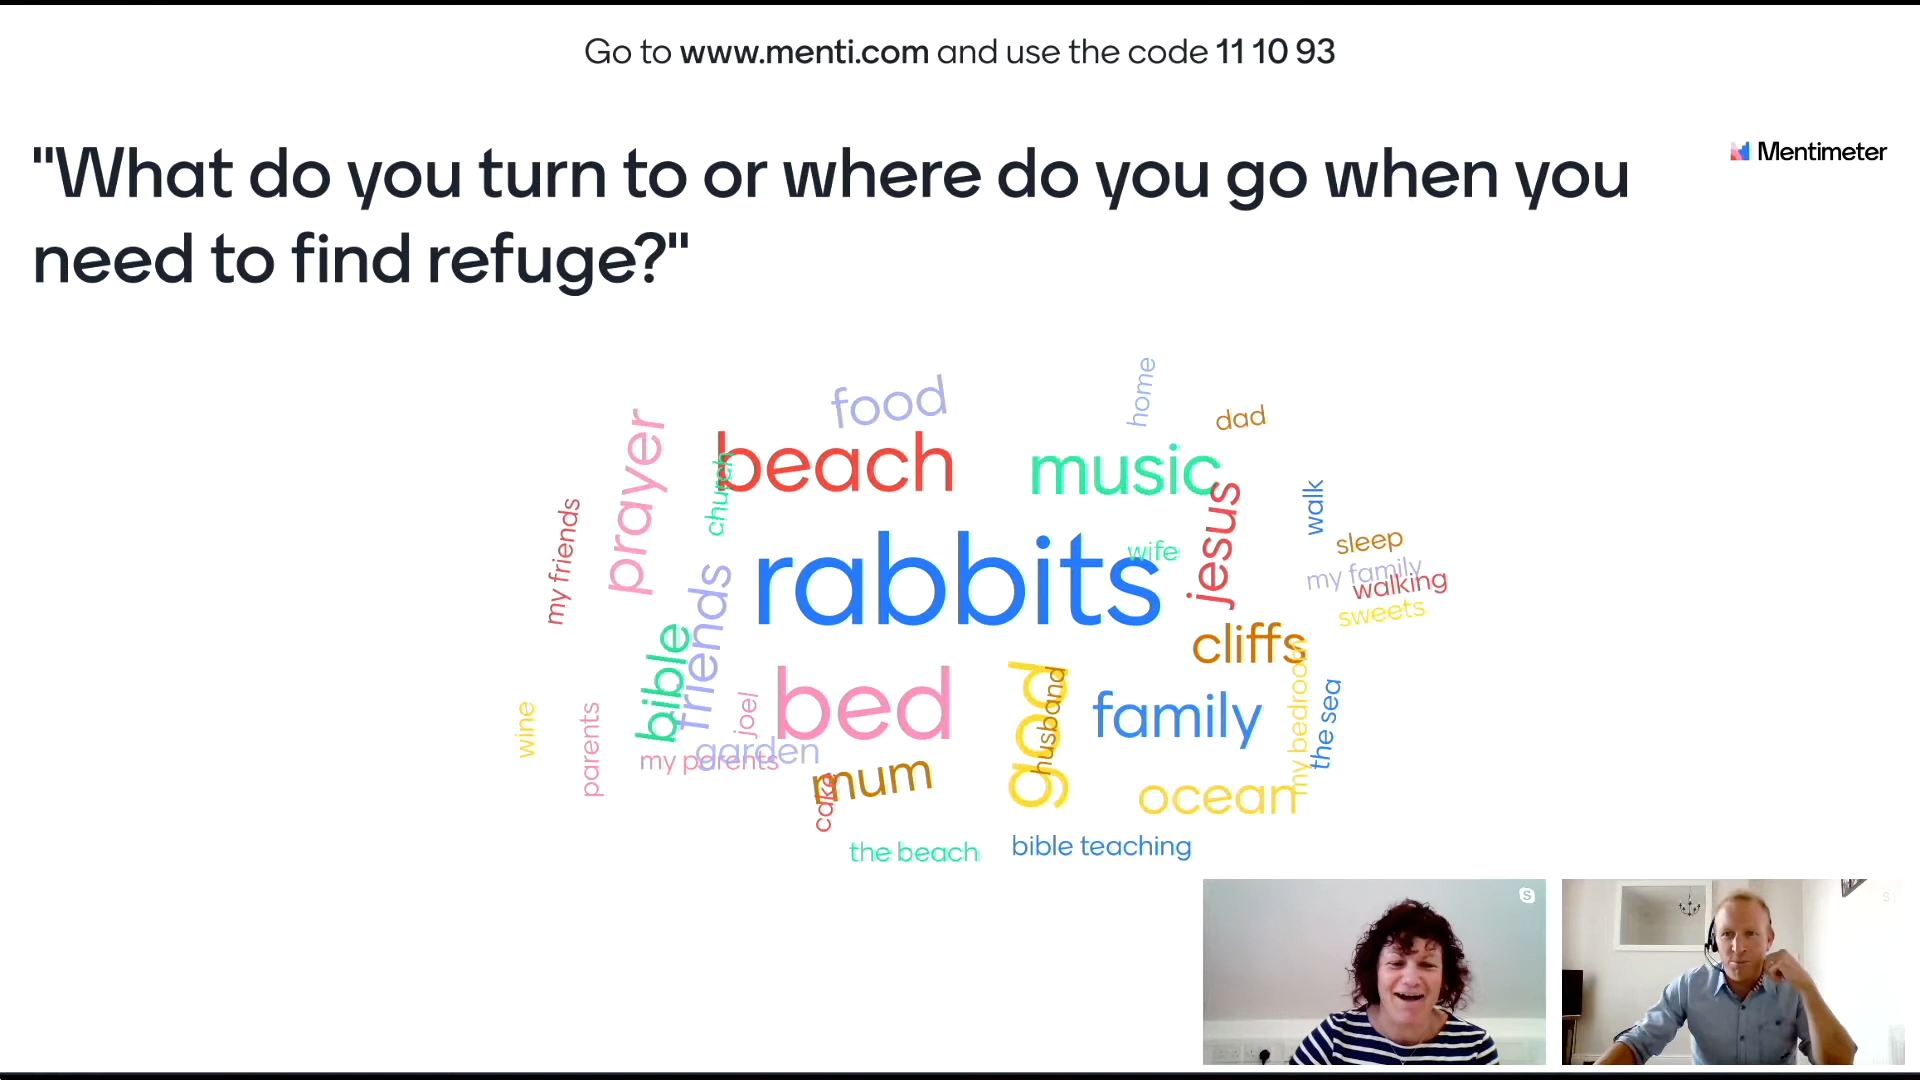 Go to www.menti.com and use the code 11 10 93
"What do you turn to or where do you go when you
need to find refuge?"
Mentimeter
home
food
dad
prayer
beach
music
church
jesus
walk
my friends
rabbits
wife
sleep
my family
walking
sweets
friends
bible
cliffs
my bedroom
bed
god
husband
family
the sea
wine
parents
joel
garden
my parents
mum
cake
ocean
the beach
bible teaching